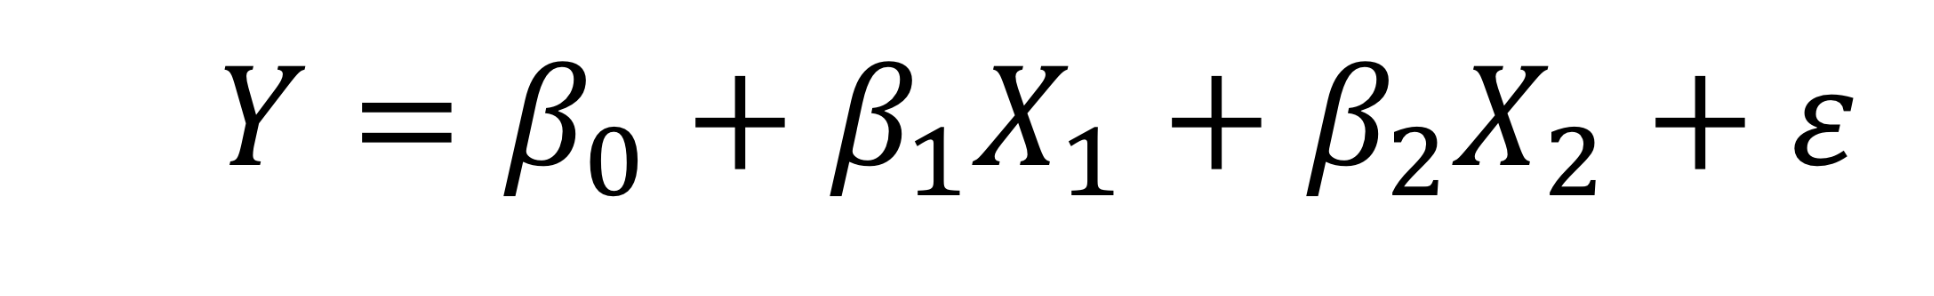 Y = β₀ + β₁X₁ + β₂X₂ + ε